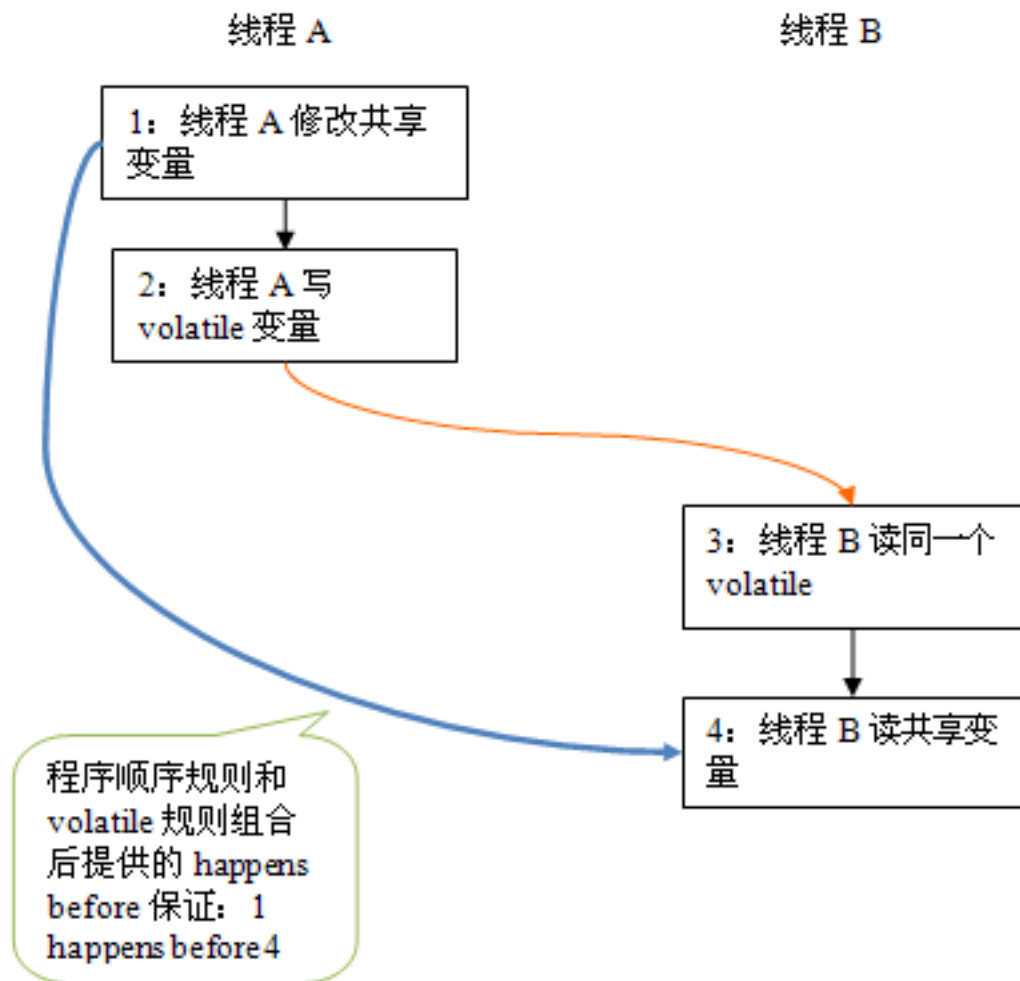 线程 A
线程 B
1：线程 A 修改共享
变量
2：线程 A 写
volatile 变量
3：线程 B 读同一个
volatile
4：线程 B 读共享变
量
程序顺序规则和
volatile 规则组合
后提供的 happens
before 保证：1
happens before 4